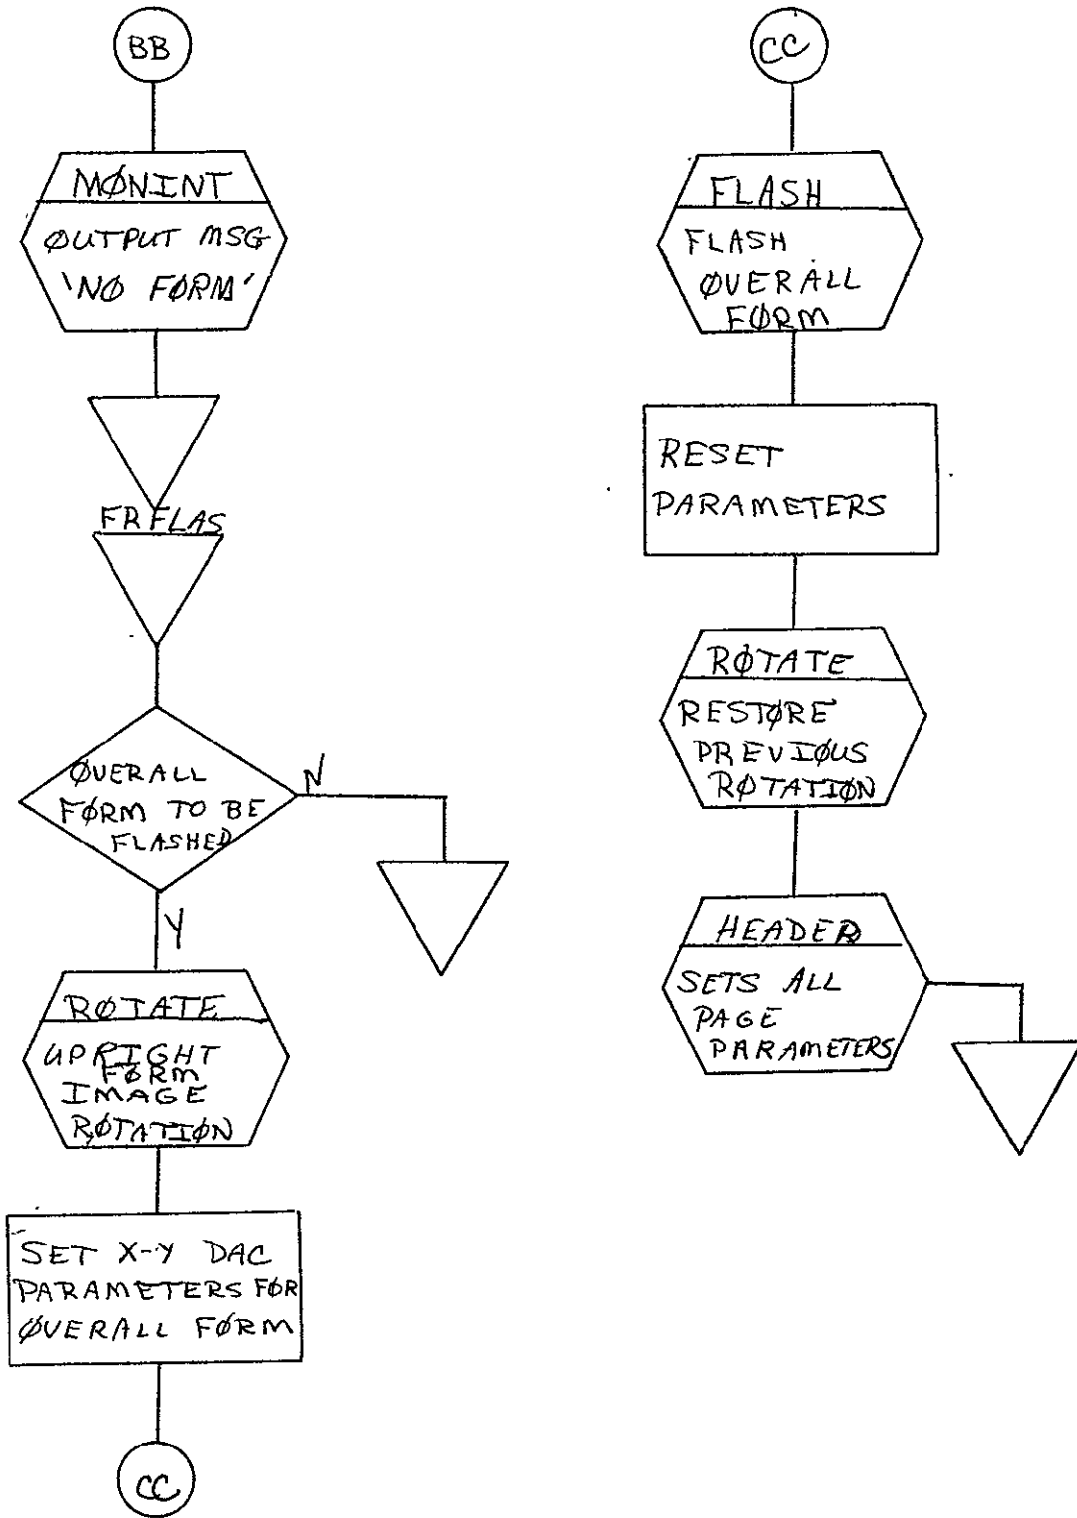 BB
MØNINT
ØUTPUT MSG
'NØ FØRM'
FRFLAS
ØVERALL
FØRM TO BE
FLASHED
N
Y
RØTATE
UPRIGHT
FØRM
IMAGE
RØTATIØN
SET X-Y DAC
PARAMETERS FØR
ØVERALL FØRM
CC
CC
FLASH
FLASH
ØVERALL
FØRM
RESET
PARAMETERS
RØTATE
RESTØRE
PREVIØUS
RØTATIØN
HEADER
SETS ALL
PAGE
PARAMETERS